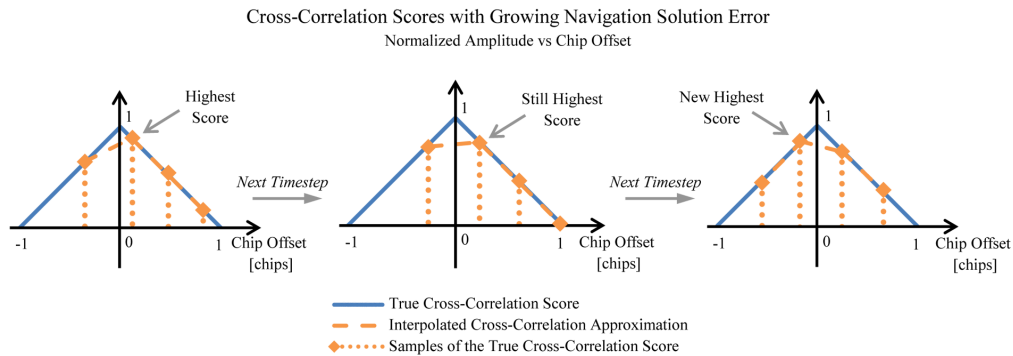 Cross-Correlation Scores with Growing Navigation Solution Error
Normalized Amplitude vs Chip Offset
1
Highest
Score
-1
0
1
Chip Offset
[chips]
Next Timestep
1
Still Highest
Score
-1
0
1
Chip Offset
[chips]
Next Timestep
1
New Highest
Score
-1
0
1
Chip Offset
[chips]
True Cross-Correlation Score
Interpolated Cross-Correlation Approximation
Samples of the True Cross-Correlation Score